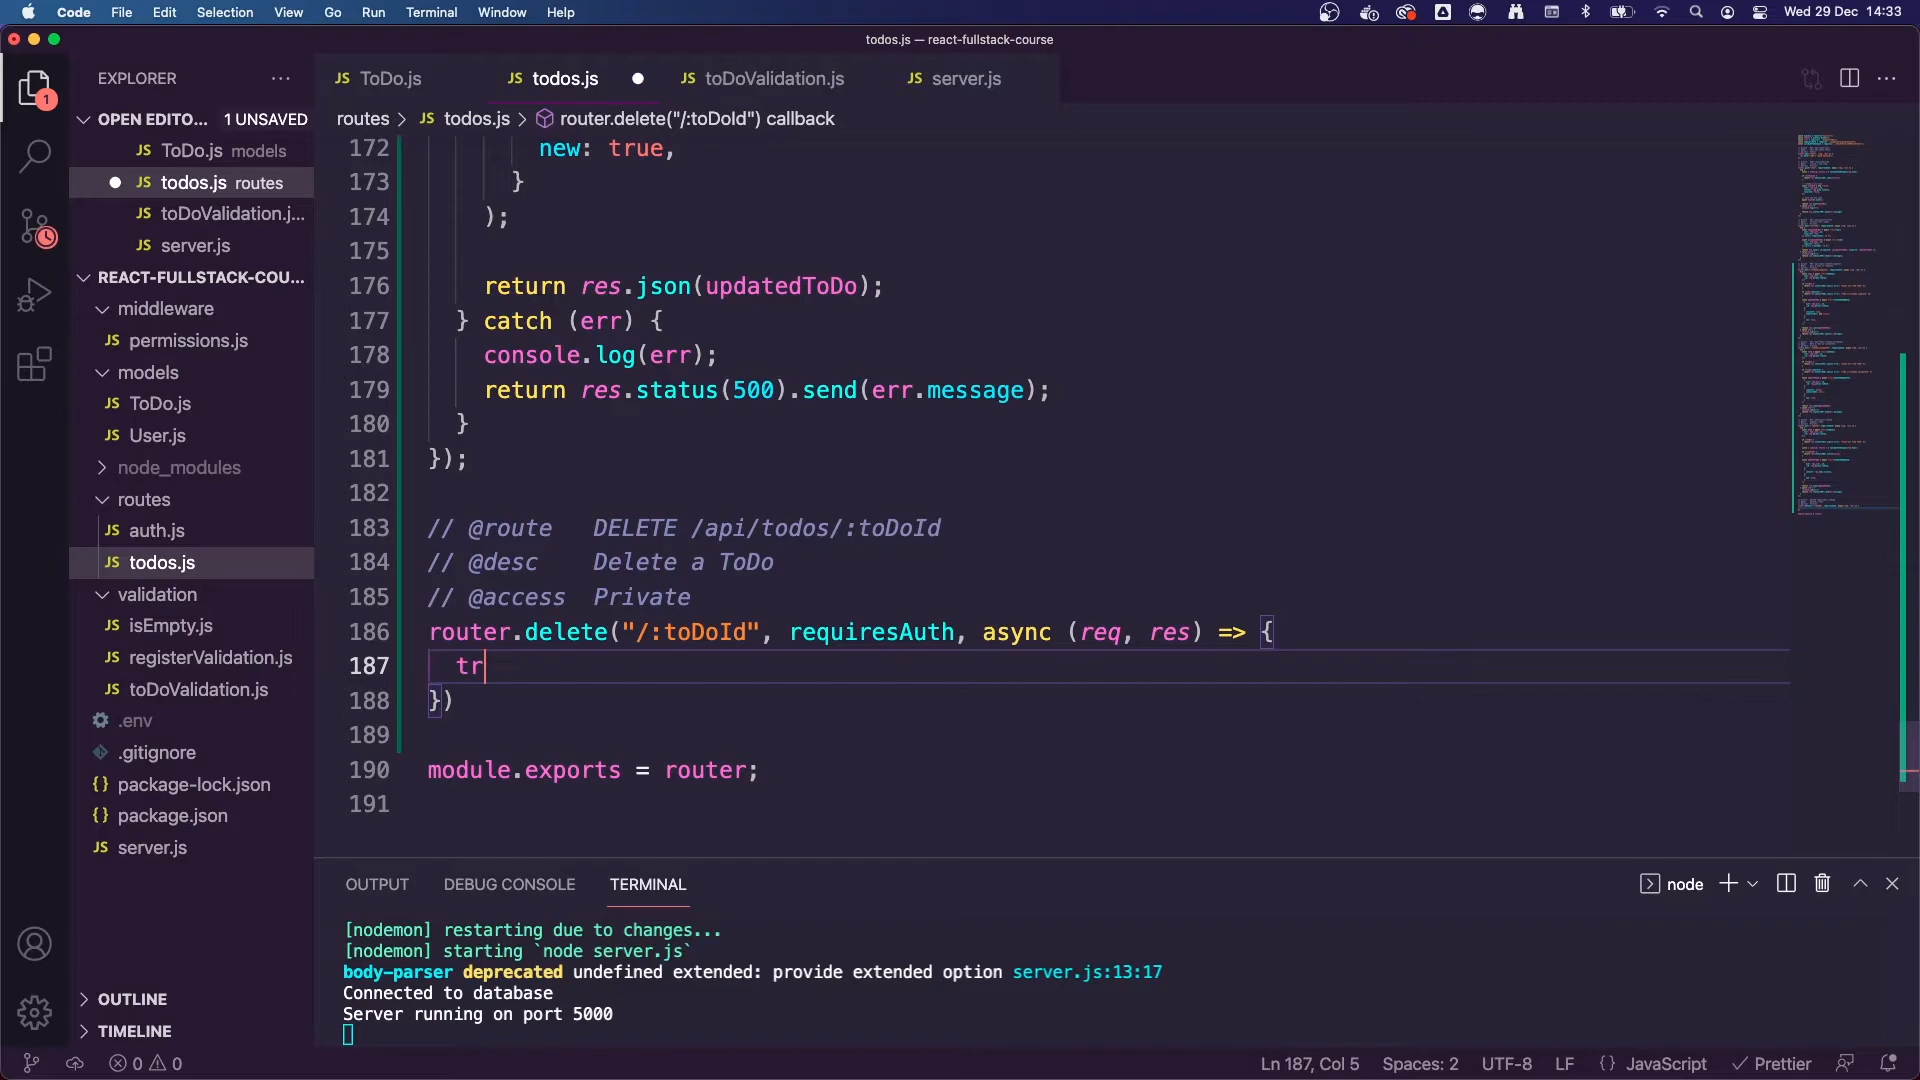 Code File Edit Selection View Go Run Terminal Window Help Wed 29 Dec 14:33
todos.js — react-fullstack-course
EXPLORER
OPEN EDITO... 1 UNSAVED
JS ToDo.js models
JS todos.js routes
JS toDoValidation.j...
JS server.js
REACT-FULLSTACK-COU...
middleware
JS permissions.js
models
JS ToDo.js
JS User.js
node_modules
routes
JS auth.js
JS todos.js
validation
JS isEmpty.js
JS registerValidation.js
JS toDoValidation.js
.env
.gitignore
{} package-lock.json
{} package.json
JS server.js
OUTLINE
TIMELINE
JS ToDo.js JS todos.js JS toDoValidation.js JS server.js
routes > JS todos.js > router.delete("/:toDoId") callback
172 new: true,
173 }
174 );
175
176 return res.json(updatedToDo);
177 } catch (err) {
178 console.log(err);
179 return res.status(500).send(err.message);
180 }
181 });
182
183 // @route DELETE /api/todos/:toDoId
184 // @desc Delete a ToDo
185 // @access Private
186 router.delete("/:toDoId", requiresAuth, async (req, res) => {
187 tr
188 })
189
190 module.exports = router;
191
OUTPUT DEBUG CONSOLE TERMINAL node
[nodemon] restarting due to changes...
[nodemon] starting `node server.js`
body-parser deprecated undefined extended: provide extended option server.js:13:17
Connected to database
Server running on port 5000
0 0 Ln 187, Col 5 Spaces: 2 UTF-8 LF {} JavaScript Prettier
1